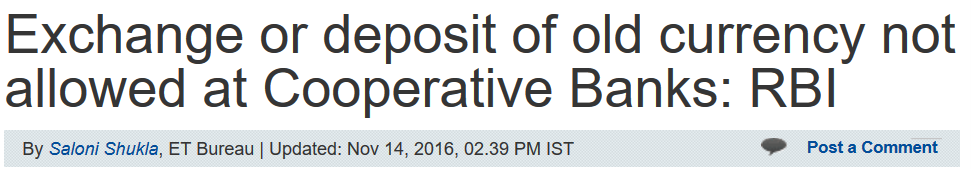 Exchange or deposit of old currency not
allowed at Cooperative Banks: RBI
By Saloni Shukla, ET Bureau | Updated: Nov 14, 2016, 02.39 PM IST
Post a Comment